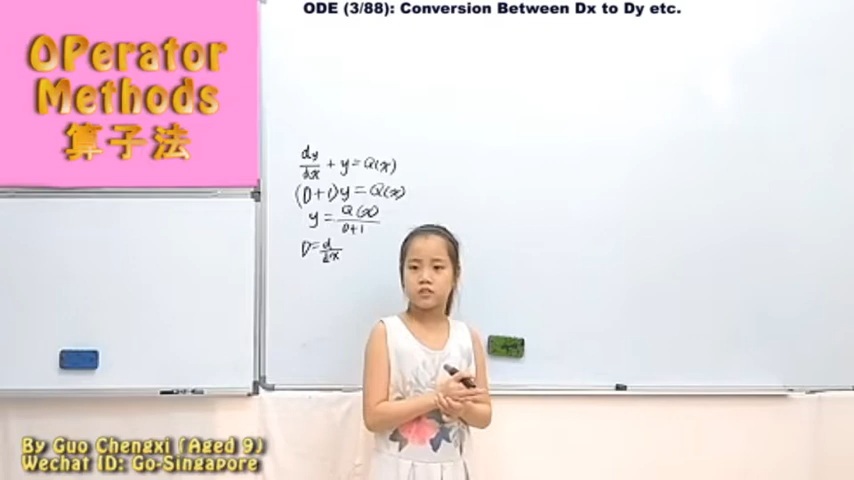 ODE (3/88): Conversion Between Dx to Dy etc.
OPerator
Methods
算子法
dy/dx + y = Q(x)
(D+1)y = Q(x)
y = Q(x)/D+1
D = d/dx
By Guo Chengxi (Aged 9)
Wechat ID: Go-Singapore